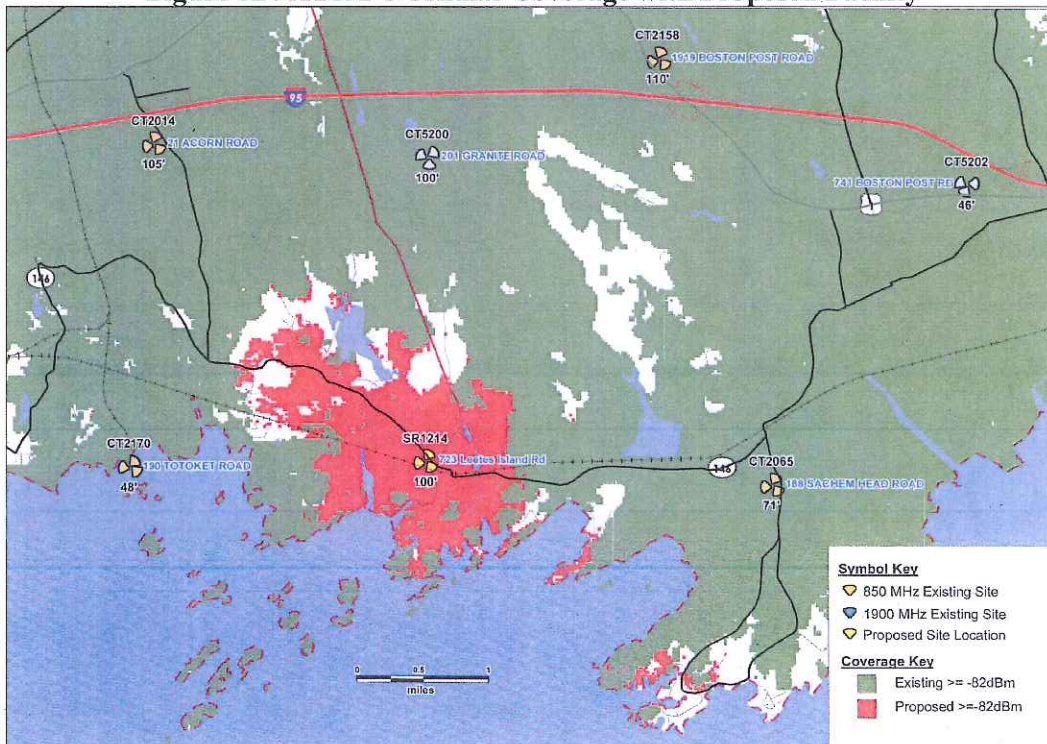 CT2158
1919 BOSTON POST ROAD
110'
95
CT2014
21 ACORN ROAD
105'
CT5200
201 GRANITE ROAD
100'
CT5202
741 BOSTON POST RD
46'
146
CT2170
190 TOTOKET ROAD
48'
SR1214
723 Leetes Island Rd
100'
146
CT2065
188 SACHEM HEAD ROAD
71'
0 0.5 1
miles
Symbol Key
850 MHz Existing Site
1900 MHz Existing Site
Proposed Site Location
Coverage Key
Existing >= -82dBm
Proposed >=-82dBm